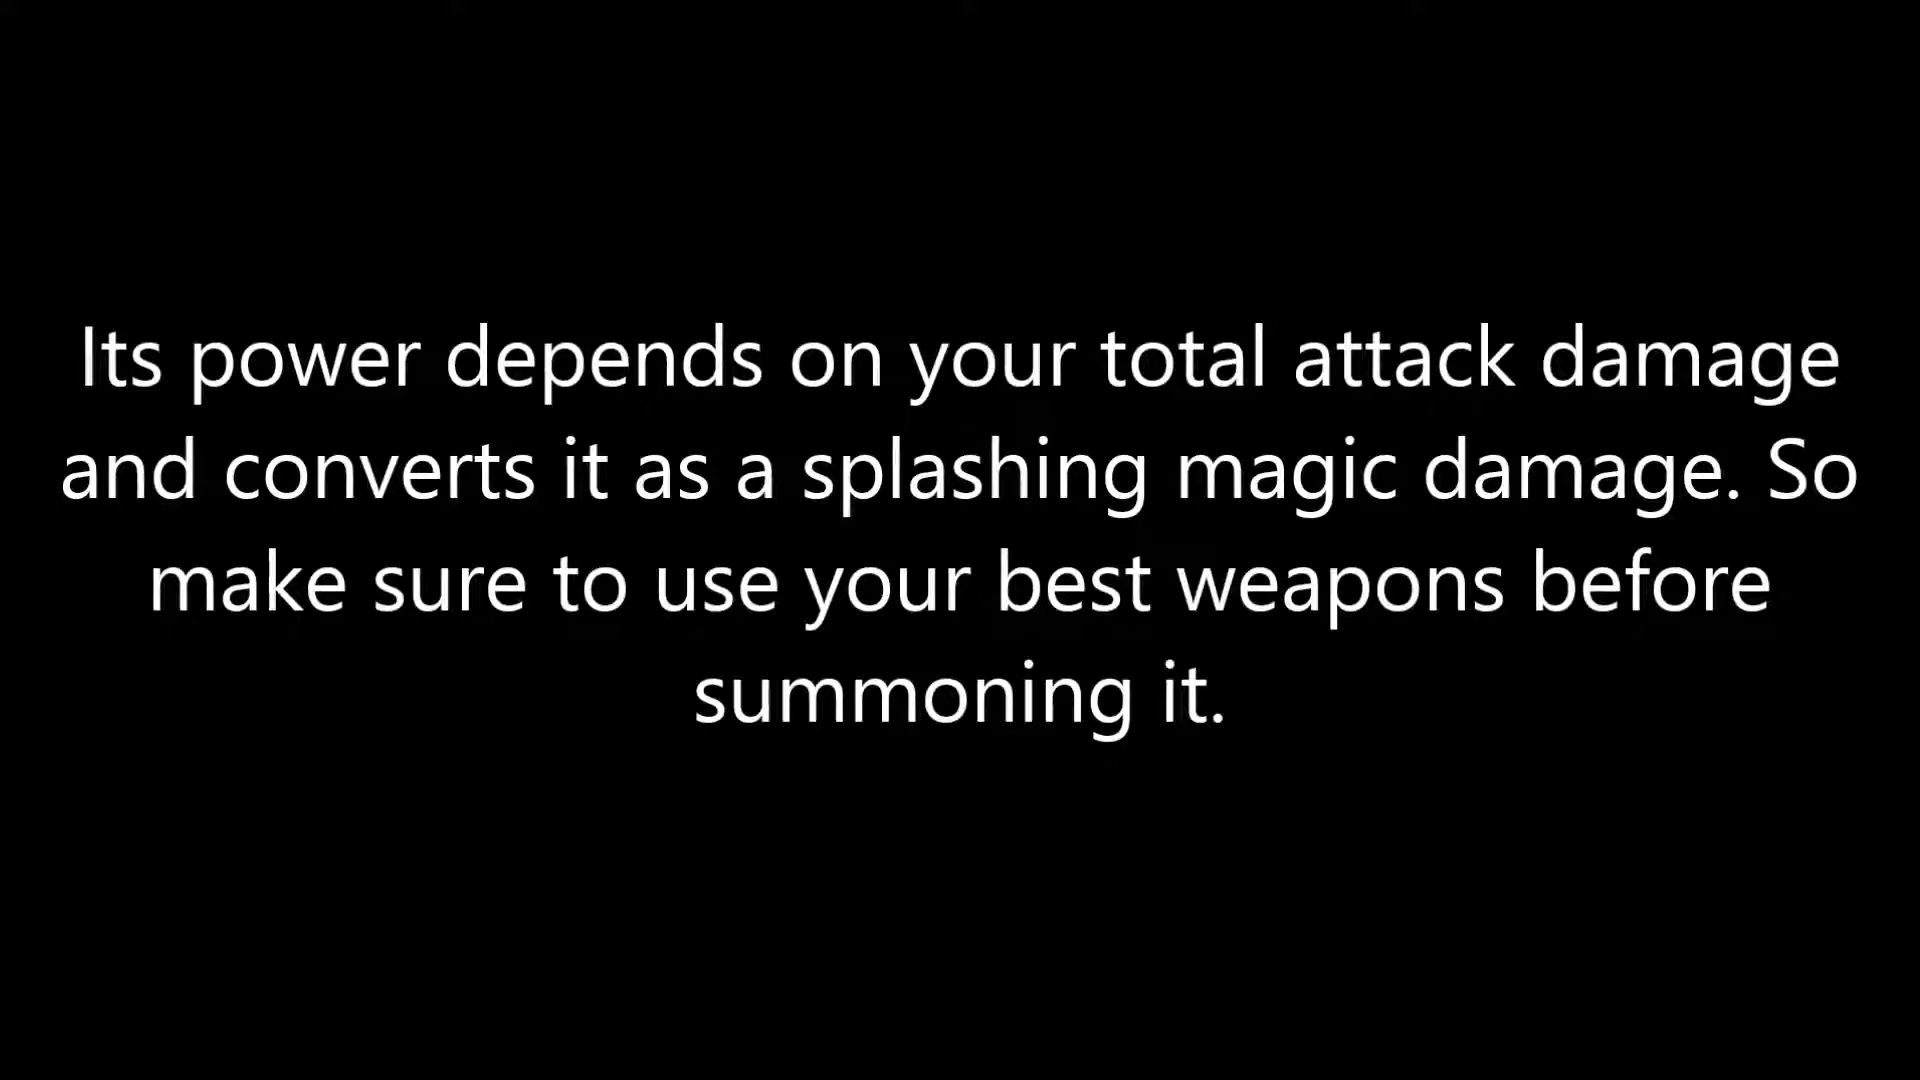 Its power depends on your total attack damage
and converts it as a splashing magic damage. So
make sure to use your best weapons before
summoning it.